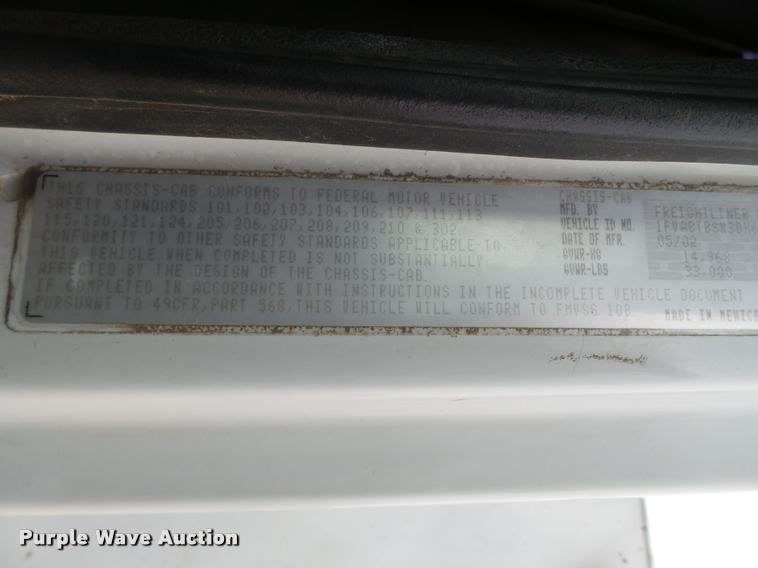 THIS CHASSIS-CAB CONFORMS TO FEDERAL MOTOR VEHICLE
SAFETY STANDARDS 101,102,103,104,106,107,111,113
115,120,121,124,205,206,207,208,209,210 & 302
CONFORMITY TO OTHER SAFETY STANDARDS APPLICABLE-TO
THIS VEHICLE WHEN COMPLETED IS NOT SUBSTANTIALLY
AFFECTED BY THE DESIGN OF THE CHASSIS-CAB.
IF COMPLETED IN ACCORDANCE WITH INSTRUCTIONS IN THE INCOMPLETE VEHICLE DOCUMENT
PURSUANT TO 49CFR,PART 568,THIS VEHICLE WILL CONFORM TO FMVSS 108
CHASSIS-CAB
MFG. BY FREIGHTLINER
VEHICLE ID NO.
DATE OF MFR. 05/02
GVWR-KG 14,968
GVWR-LBS 33,000
MADE IN MEXICO
Purple Wave Auction